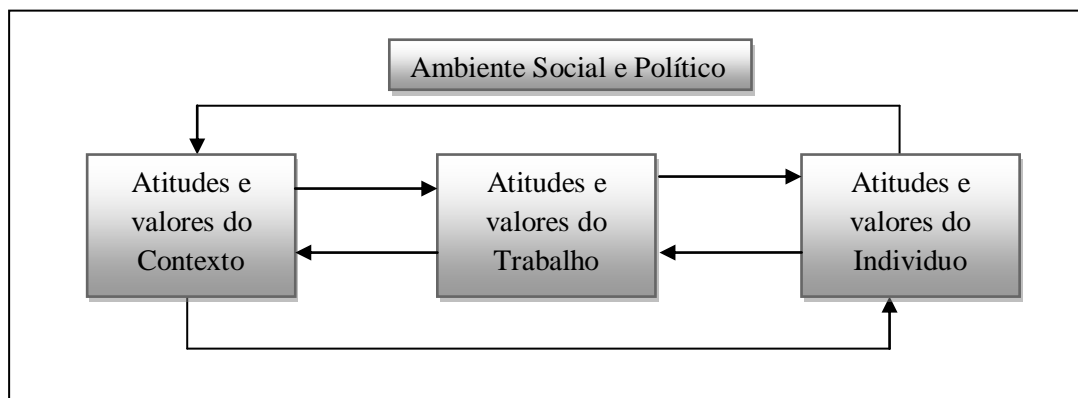 Ambiente Social e Político
Atitudes e
valores do
Contexto
Atitudes e
valores do
Trabalho
Atitudes e
valores do
Individuo